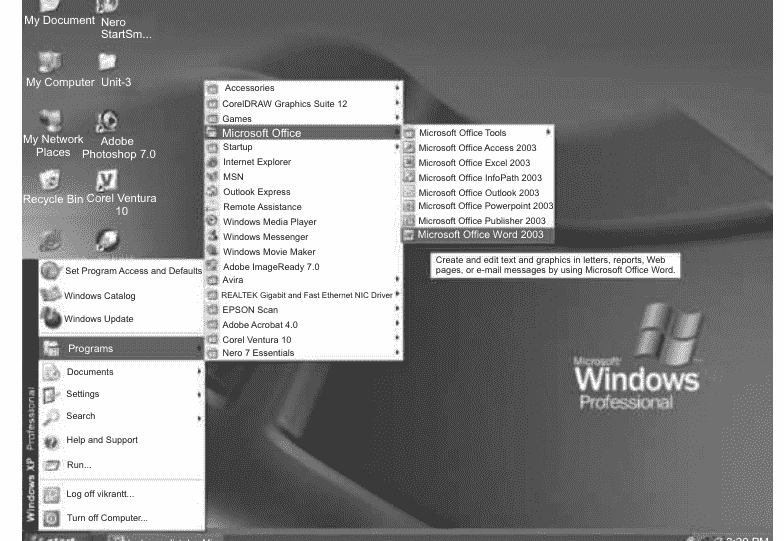 My Document
Nero
StartSm...
My Computer
Unit-3
My Network
Places
Adobe
Photoshop 7.0
Recycle Bin
Corel Ventura
10
Set Program Access and Defaults
Windows Catalog
Windows Update
Programs
Documents
Settings
Search
Help and Support
Run...
Log off vikrantt...
Turn off Computer...
Windows XP Professional
Accessories
CorelDRAW Graphics Suite 12
Games
Microsoft Office
Startup
Internet Explorer
MSN
Outlook Express
Remote Assistance
Windows Media Player
Windows Messenger
Windows Movie Maker
Adobe ImageReady 7.0
Avira
REALTEK Gigabit and Fast Ethernet NIC Driver
EPSON Scan
Adobe Acrobat 4.0
Corel Ventura 10
Nero 7 Essentials
Microsoft Office Tools
Microsoft Office Access 2003
Microsoft Office Excel 2003
Microsoft Office InfoPath 2003
Microsoft Office Outlook 2003
Microsoft Office Powerpoint 2003
Microsoft Office Publisher 2003
Microsoft Office Word 2003
Create and edit text and graphics in letters, reports, Web
pages, or e-mail messages by using Microsoft Office Word.
Microsoft
Windows
Professional